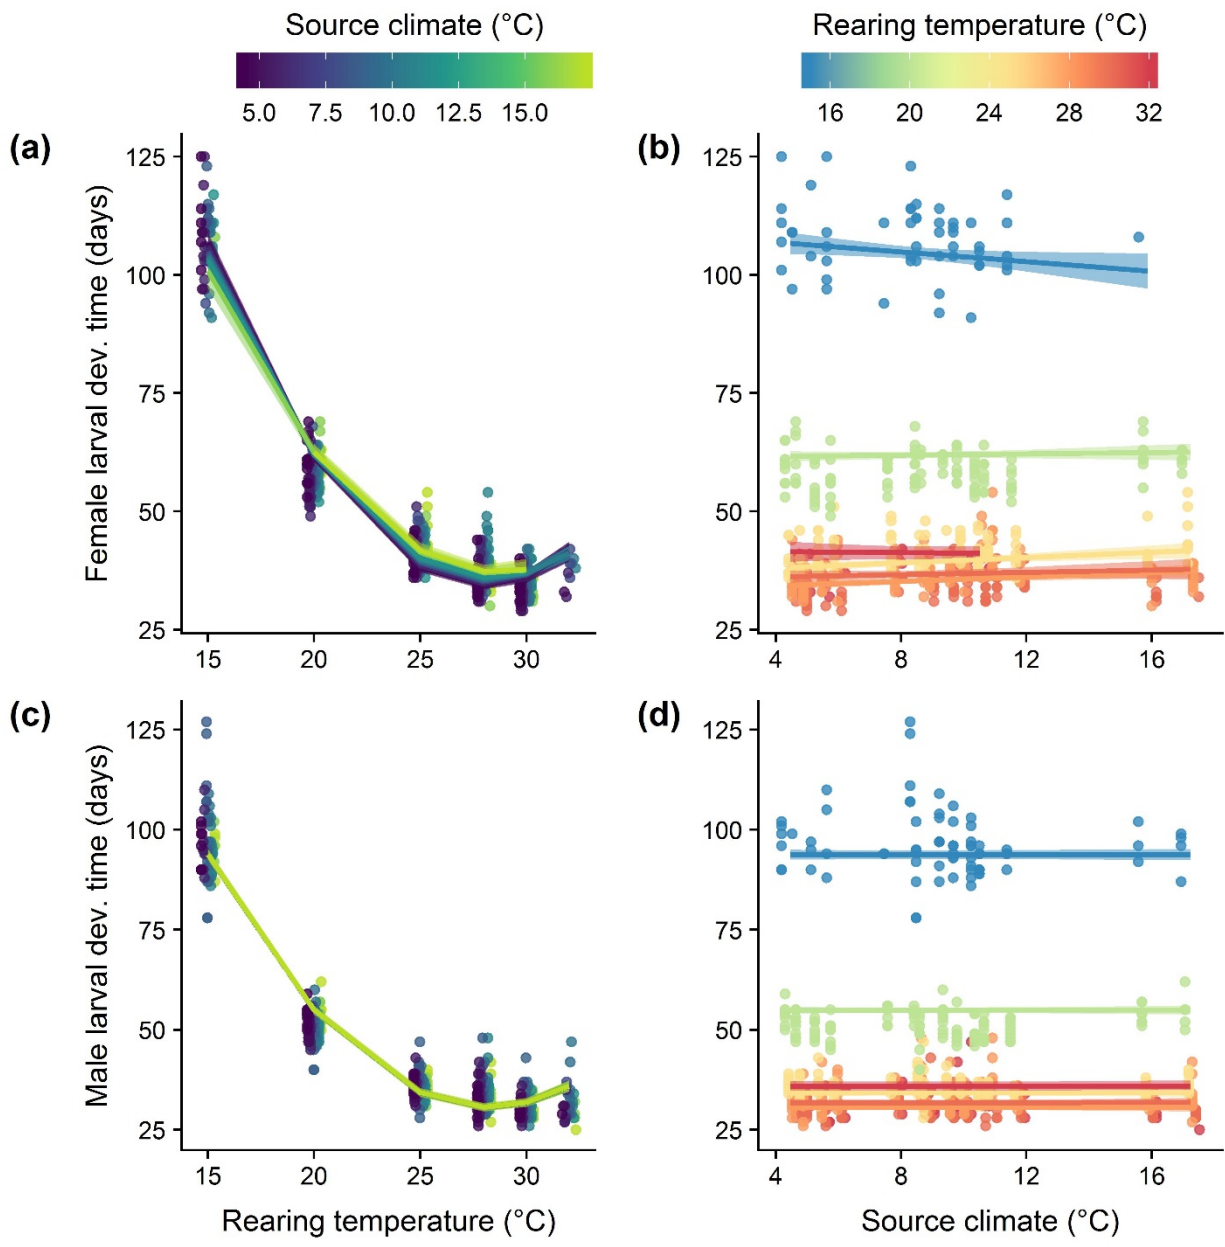 Source climate (°C)
5.0 7.5 10.0 12.5 15.0
Rearing temperature (°C)
16 20 24 28 32
(a)
Female larval dev. time (days)
125
100
75
50
25
15 20 25 30
(b)
125
100
75
50
25
4 8 12 16
(c)
Male larval dev. time (days)
125
100
75
50
25
15 20 25 30
Rearing temperature (°C)
(d)
125
100
75
50
25
4 8 12 16
Source climate (°C)